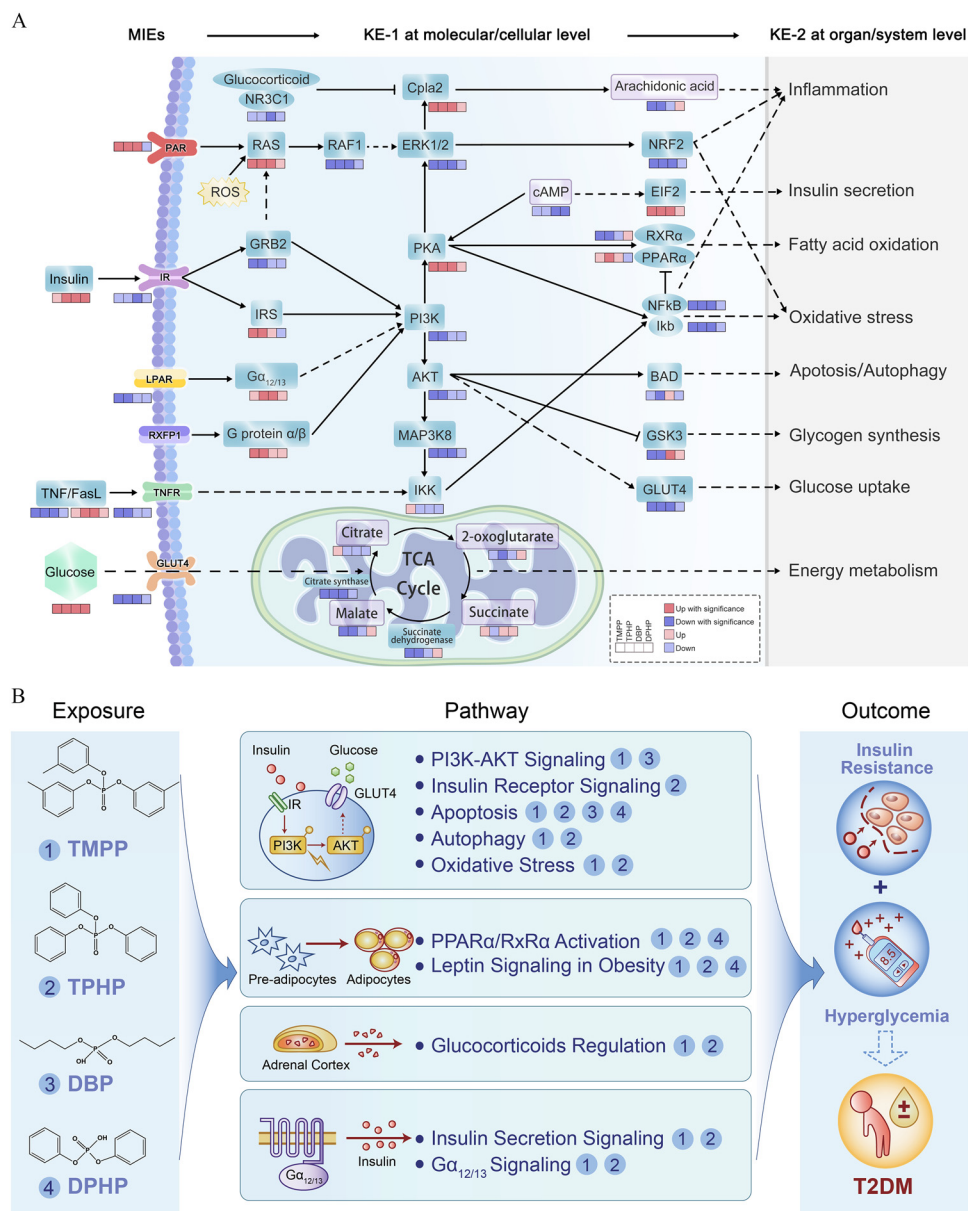 A
MIEs
KE-1 at molecular/cellular level
KE-2 at organ/system level
Glucocorticoid
NR3C1
Cpla2
Arachidonic acid
Inflammation
PAR
RAS
RAF1
ERK1/2
NRF2
ROS
cAMP
EIF2
Insulin secretion
GRB2
PKA
RXRα
PPARα
Fatty acid oxidation
Insulin
IR
IRS
PI3K
NFkB
Ikb
Oxidative stress
LPAR
Gα12/13
AKT
BAD
Apotosis/Autophagy
RXFP1
G protein α/β
MAP3K8
GSK3
Glycogen synthesis
TNF/FasL
TNFR
IKK
GLUT4
Glucose uptake
Citrate
2-oxoglutarate
Glucose
GLUT4
TCA
Cycle
Citrate synthase
Energy metabolism
Malate
Succinate
Succinate
dehydrogenase
TMPP
TPHP
DBP
DPHP
Up with significance
Down with significance
Up
Down
B
Exposure
Pathway
Outcome
O
O P O
O
1 TMPP
O
O P O
O
2 TPHP
O P O
OH O
3 DBP
O OH
O P O
4 DPHP
Insulin
Glucose
IR
GLUT4
PI3K
AKT
• PI3K-AKT Signaling 1 3
• Insulin Receptor Signaling 2
• Apoptosis 1 2 3 4
• Autophagy 1 2
• Oxidative Stress 1 2
Pre-adipocytes
Adipocytes
• PPARα/RxRα Activation 1 2 4
• Leptin Signaling in Obesity 1 2 4
Adrenal Cortex
• Glucocorticoids Regulation 1 2
Gα12/13
Insulin
• Insulin Secretion Signaling 1 2
• Gα12/13 Signaling 1 2
Insulin
Resistance
+
8.5
Hyperglycemia
±
T2DM